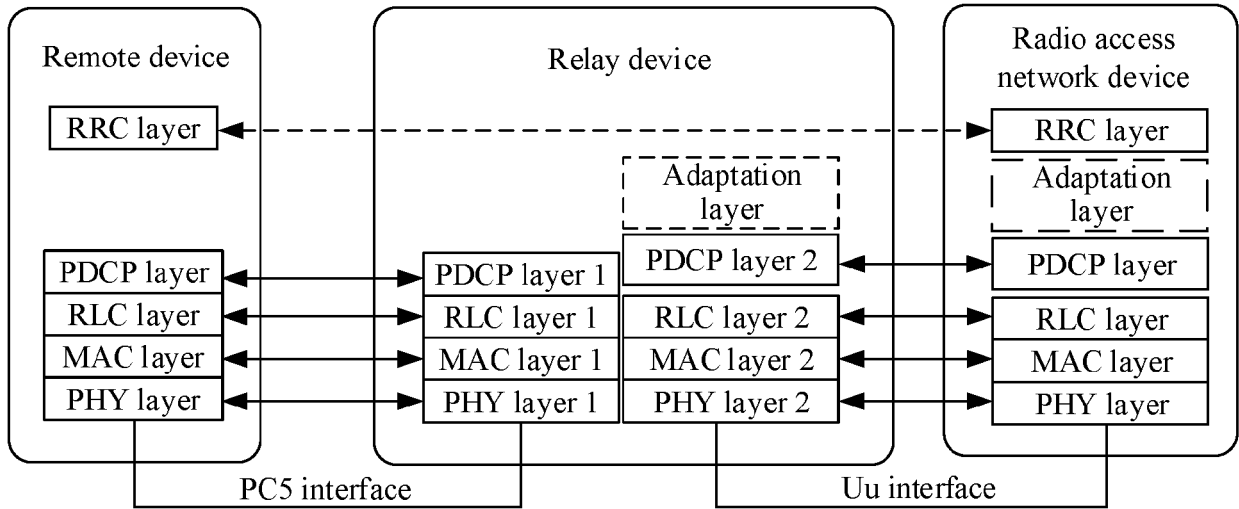 Remote device
RRC layer
PDCP layer
RLC layer
MAC layer
PHY layer
Relay device
PDCP layer 1
RLC layer 1
MAC layer 1
PHY layer 1
Adaptation
layer
PDCP layer 2
RLC layer 2
MAC layer 2
PHY layer 2
Radio access
network device
RRC layer
Adaptation
layer
PDCP layer
RLC layer
MAC layer
PHY layer
PC5 interface
Uu interface